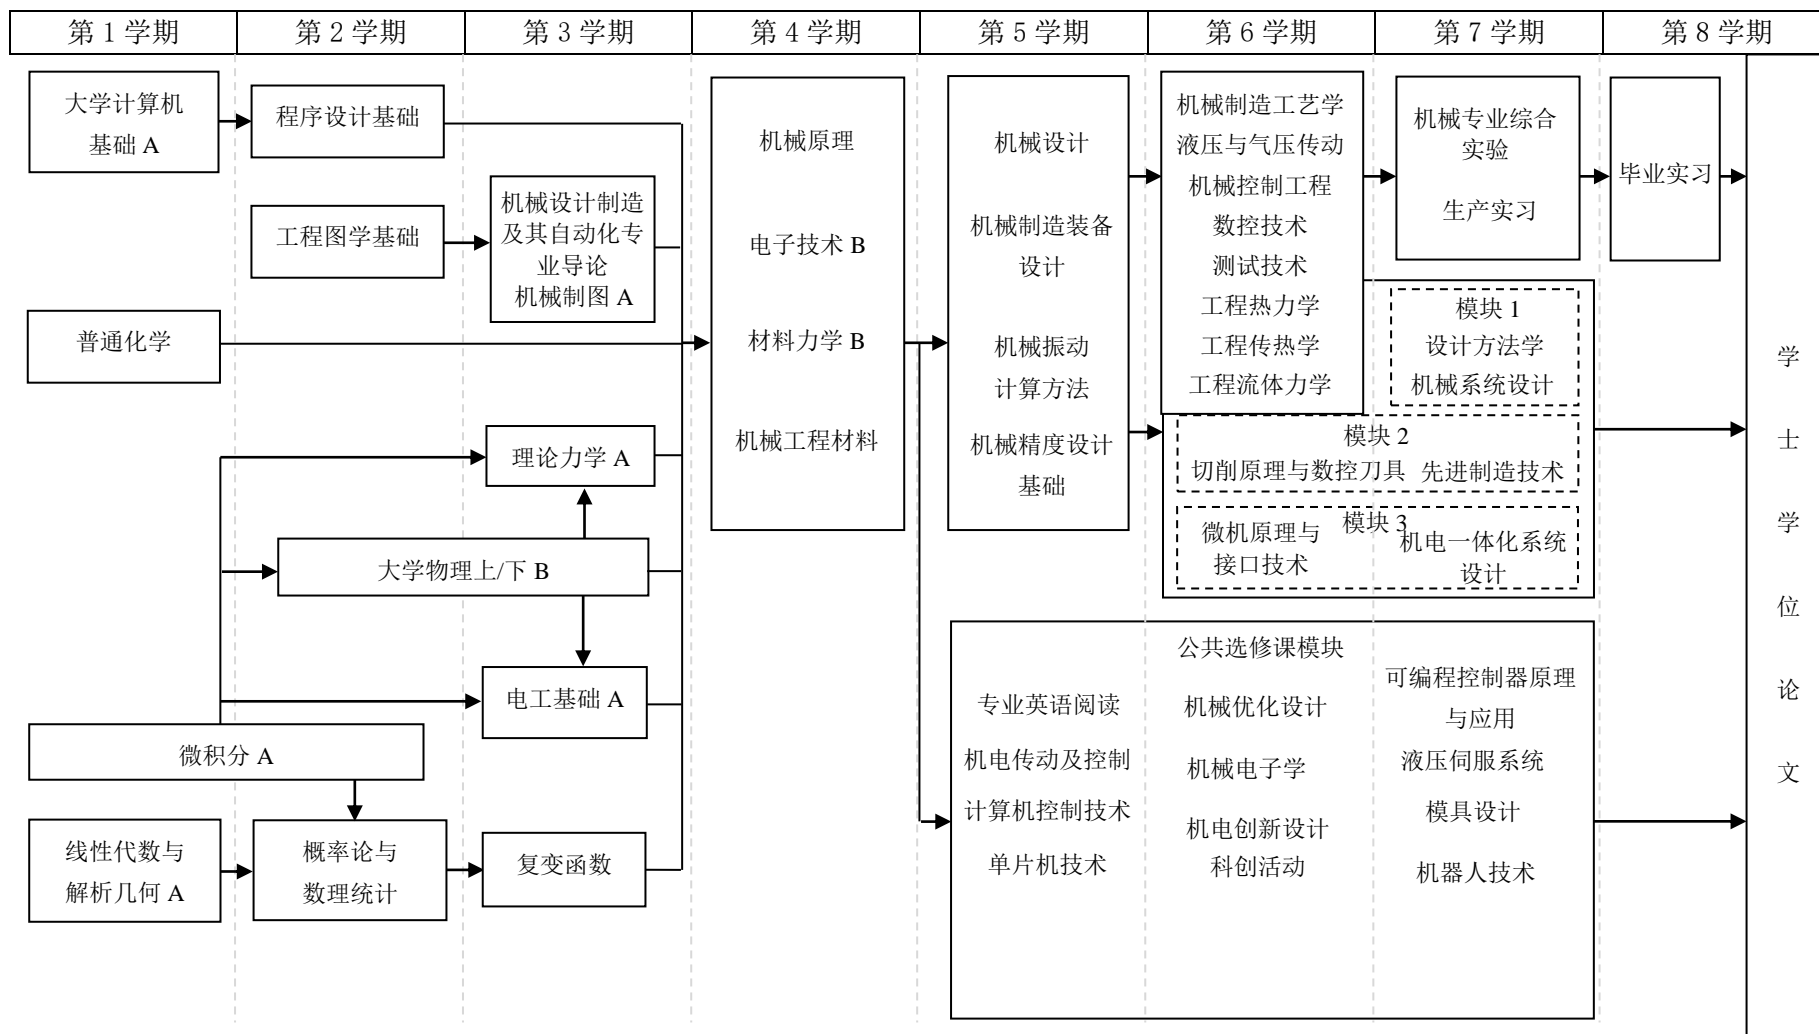 第 1 学期
第 2 学期
第 3 学期
第 4 学期
第 5 学期
第 6 学期
第 7 学期
第 8 学期
大学计算机
基础 A
普通化学
微积分 A
线性代数与
解析几何 A
程序设计基础
工程图学基础
大学物理上/下 B
概率论与
数理统计
机械设计制造
及其自动化专
业导论
机械制图 A
理论力学 A
电工基础 A
复变函数
机械原理
电子技术 B
材料力学 B
机械工程材料
机械设计
机械制造装备
设计
机械振动
计算方法
机械精度设计
基础
机械制造工艺学
液压与气压传动
机械控制工程
数控技术
测试技术
工程热力学
工程传热学
工程流体力学
机械专业综合
实验
生产实习
模块 1
设计方法学
机械系统设计
模块 2
切削原理与数控刀具 先进制造技术
模块 3
微机原理与
接口技术
机电一体化系统
设计
公共选修课模块
专业英语阅读
机电传动及控制
计算机控制技术
单片机技术
机械优化设计
机械电子学
机电创新设计
科创活动
可编程控制器原理
与应用
液压伺服系统
模具设计
机器人技术
毕业实习
学
士
学
位
论
文